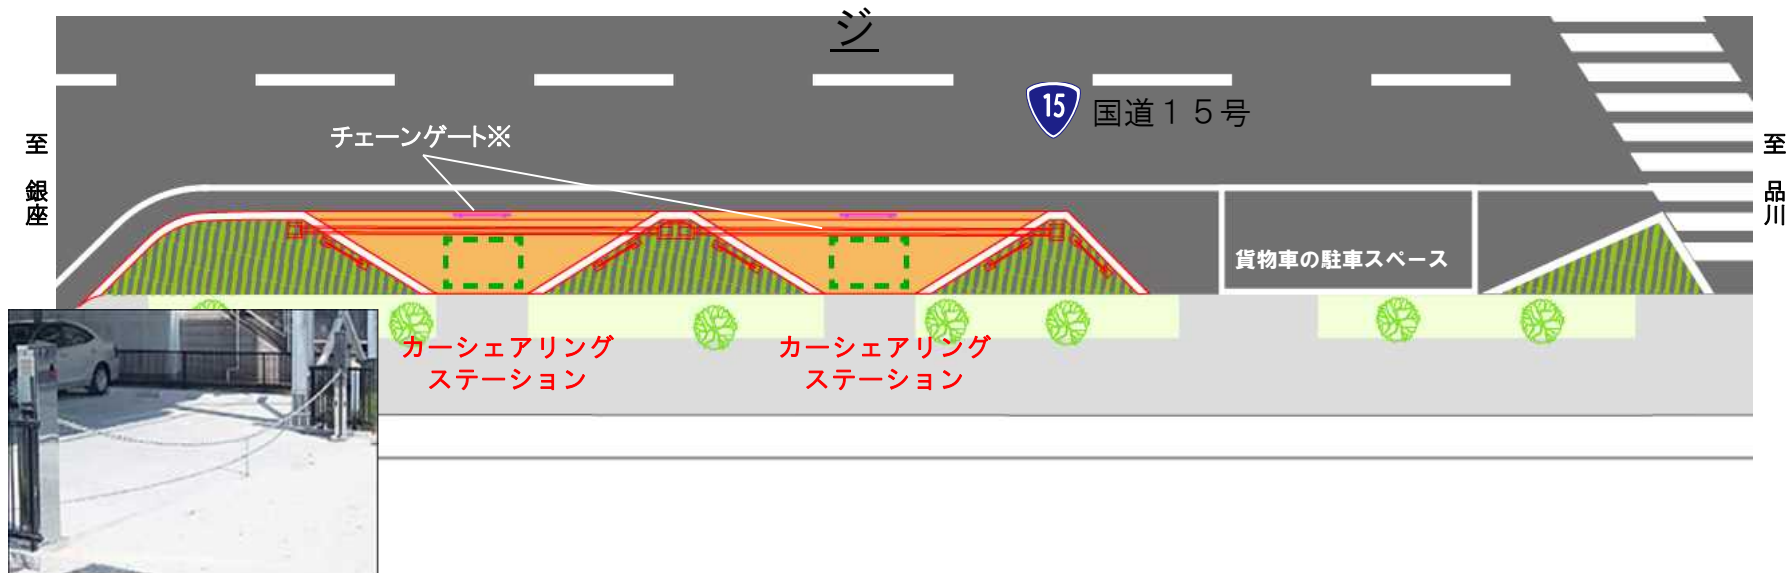 ジ
15
国道１５号
チェーンゲート※
至 銀座
至 品川
貨物車の駐車スペース
カーシェアリング
ステーション
カーシェアリング
ステーション